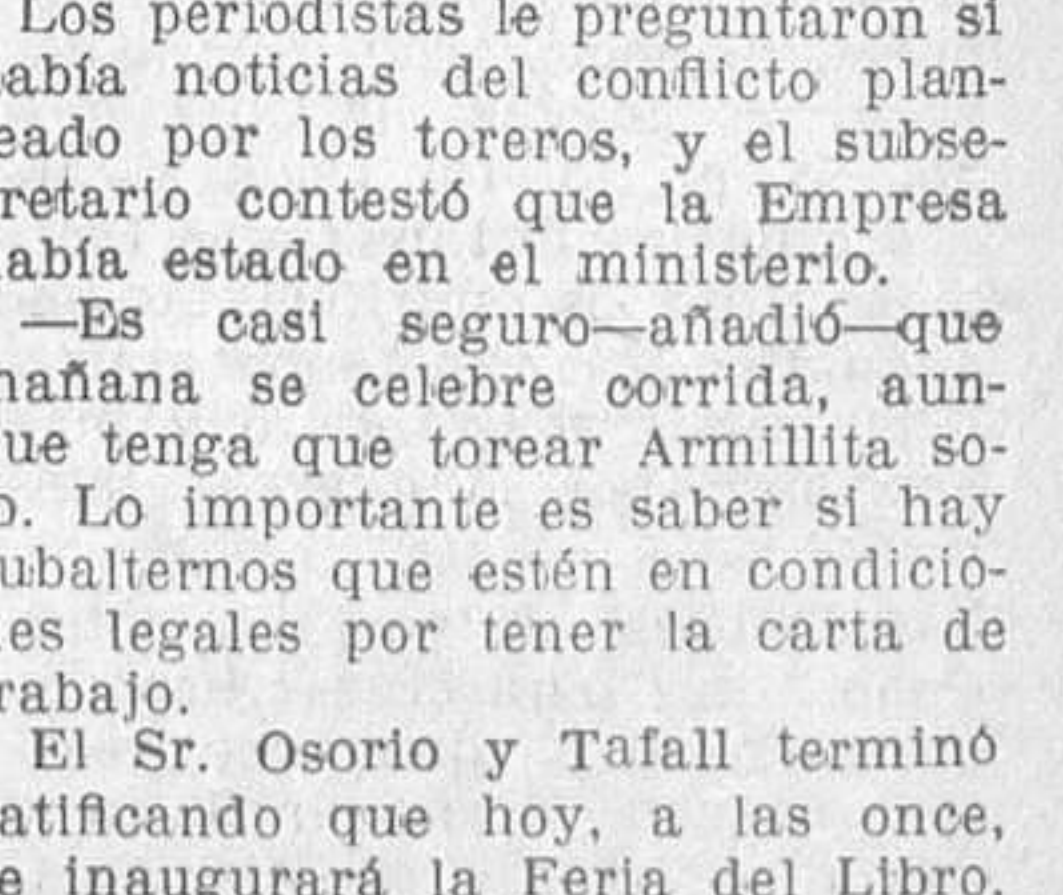 Los periodistas le preguntaron si
abía noticias del conflicto plan-
eado por los toreros, y el subse-
retario contestó que la Empresa
abía estado en el ministerio.
—Es casi seguro—añadió—que
añana se celebre corrida, aun-
ue tenga que torear Armillita so-
o. Lo importante es saber si hay
ubalternos que estén en condicio-
es legales por tener la carta de
rabajo.
El Sr. Osorio y Tafall terminó
atificando que hoy, a las once,
e inaugurará la Feria del Libro